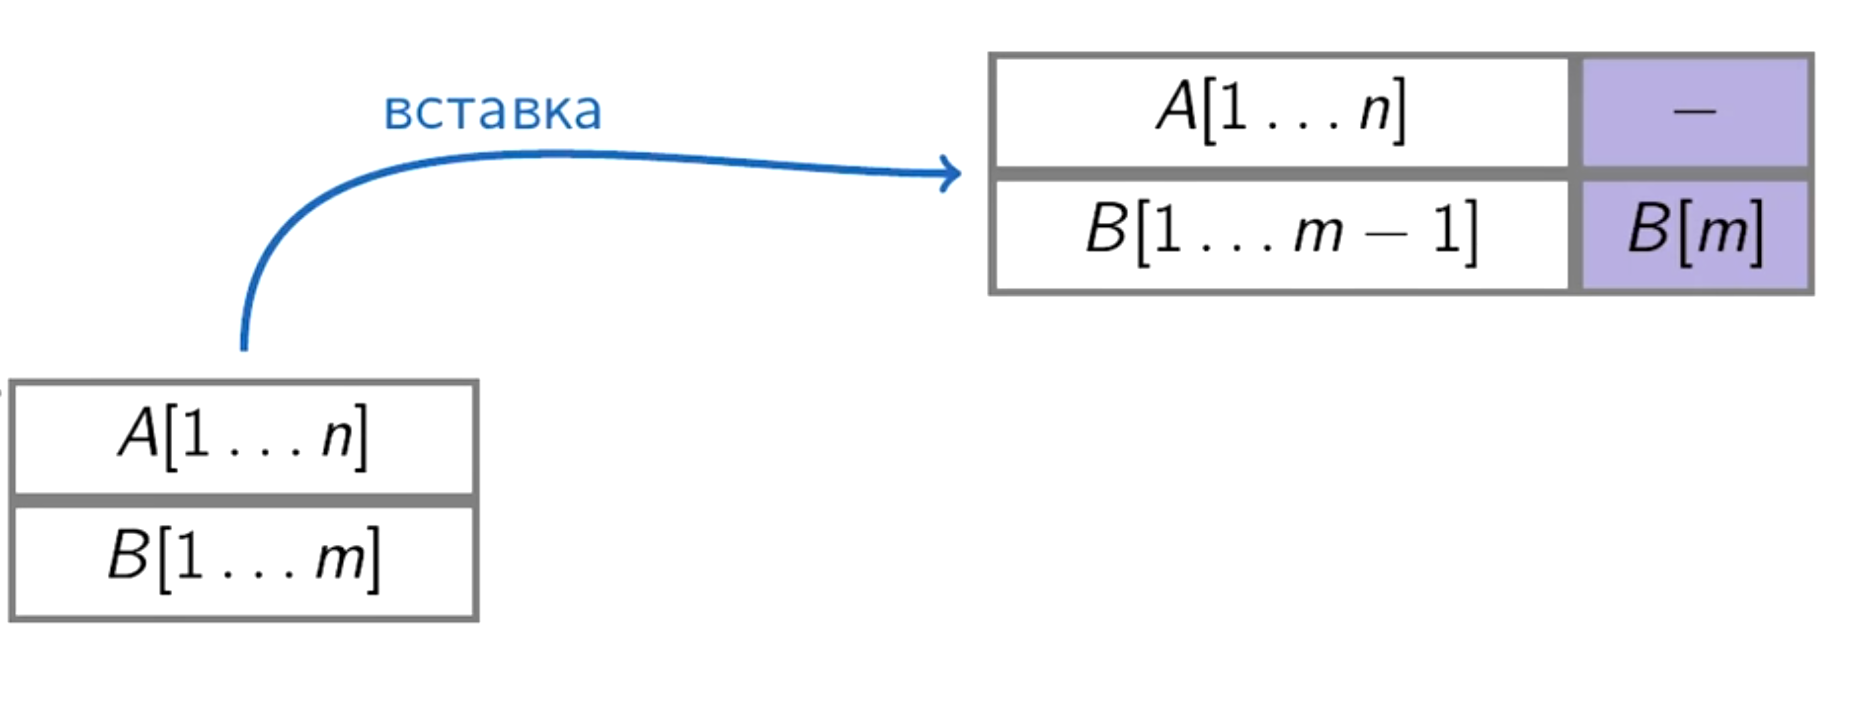 вставка
A[1 . . . n] −
B[1 . . . m − 1] B[m]
A[1 . . . n]
B[1 . . . m]